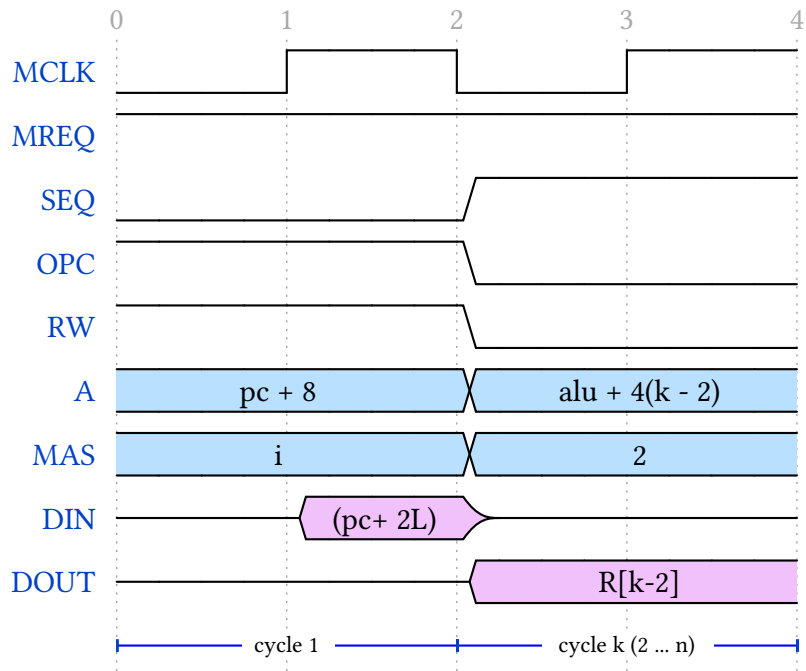 0 1 2 3 4
MCLK
MREQ
SEQ
OPC
RW
A pc + 8 alu + 4(k - 2)
MAS i 2
DIN (pc+ 2L)
DOUT R[k-2]
cycle 1 cycle k (2 ... n)